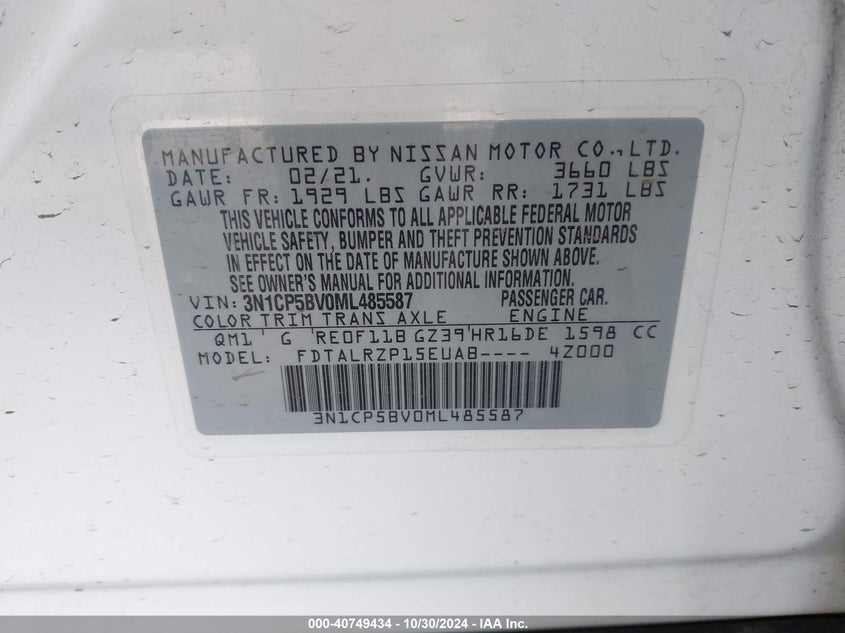 MANUFACTURED BY NISSAN MOTOR CO.,LTD.
DATE: 02/21. GVWR: 3660 LBS
GAWR FR: 1929 LBS GAWR RR: 1731 LBS
THIS VEHICLE CONFORMS TO ALL APPLICABLE FEDERAL MOTOR
VEHICLE SAFETY, BUMPER AND THEFT PREVENTION STANDARDS
IN EFFECT ON THE DATE OF MANUFACTURE SHOWN ABOVE.
SEE OWNER'S MANUAL FOR ADDITIONAL INFORMATION.
VIN: 3N1CP5BV0ML485587 PASSENGER CAR.
COLOR TRIM TRANS AXLE ENGINE
QM1 G RE0F11B GZ39 HR16DE 1598 CC
MODEL: FDTALRZP15EUAB---- 4Z000
3N1CP5BV0ML485587
000-40749434 - 10/30/2024 - IAA Inc.